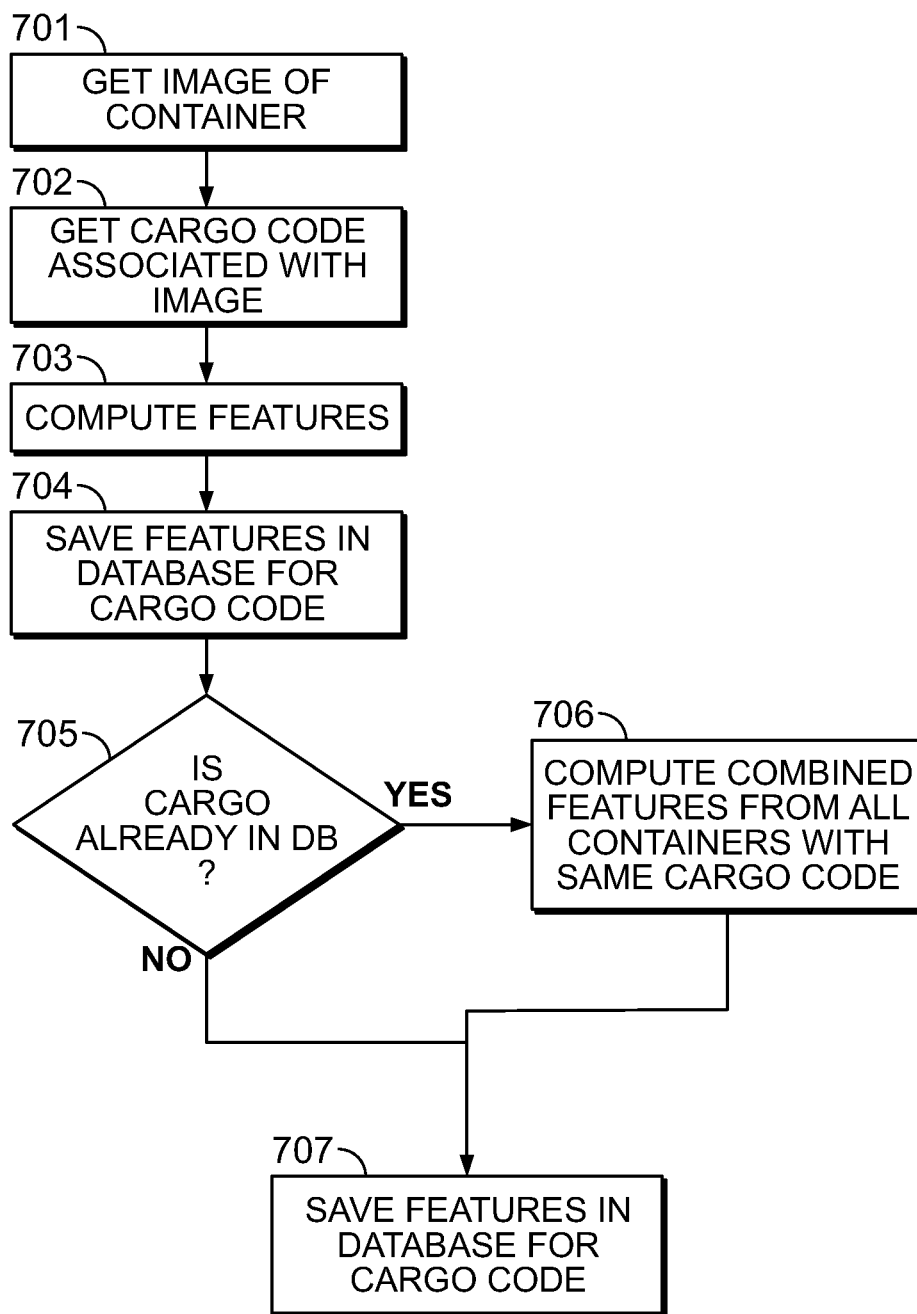 701
GET IMAGE OF
CONTAINER
702
GET CARGO CODE
ASSOCIATED WITH
IMAGE
703
COMPUTE FEATURES
704
SAVE FEATURES IN
DATABASE FOR
CARGO CODE
705
IS
CARGO
ALREADY IN DB
?
YES
NO
706
COMPUTE COMBINED
FEATURES FROM ALL
CONTAINERS WITH
SAME CARGO CODE
707
SAVE FEATURES IN
DATABASE FOR
CARGO CODE